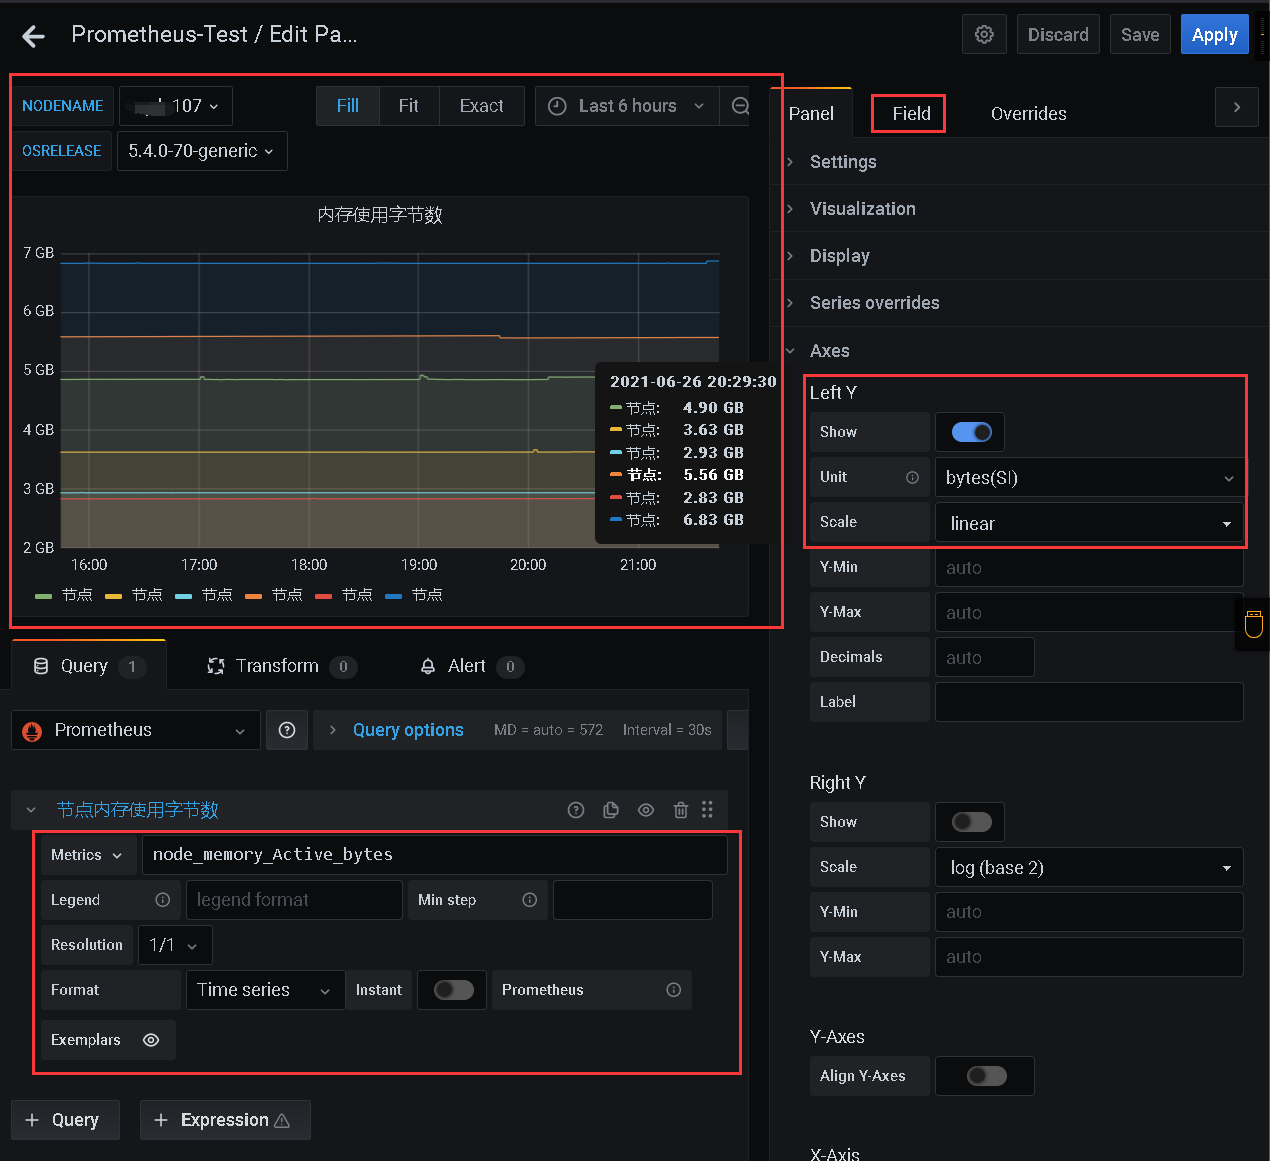 Prometheus-Test / Edit Pa...
Discard
Save
Apply
NODENAME
107
Fill
Fit
Exact
Last 6 hours
OSRELEASE
5.4.0-70-generic
Panel
Field
Overrides
Settings
Visualization
Display
Series overrides
Axes
内存使用字节数
7 GB
6 GB
5 GB
4 GB
3 GB
2 GB
16:00
17:00
18:00
19:00
20:00
21:00
2021-06-26 20:29:30
节点: 4.90 GB
节点: 3.63 GB
节点: 2.93 GB
节点: 5.56 GB
节点: 2.83 GB
节点: 6.83 GB
节点 节点 节点 节点 节点 节点
Left Y
Show
Unit bytes(SI)
Scale linear
Y-Min auto
Y-Max auto
Decimals auto
Label
Right Y
Show
Scale log (base 2)
Y-Min auto
Y-Max auto
Y-Axes
Align Y-Axes
X-Axis
Query 1
Transform 0
Alert 0
Prometheus
Query options
MD = auto = 572
Interval = 30s
节点内存使用字节数
Metrics node_memory_Active_bytes
Legend legend format Min step
Resolution 1/1
Format Time series Instant Prometheus
Exemplars
+ Query
+ Expression